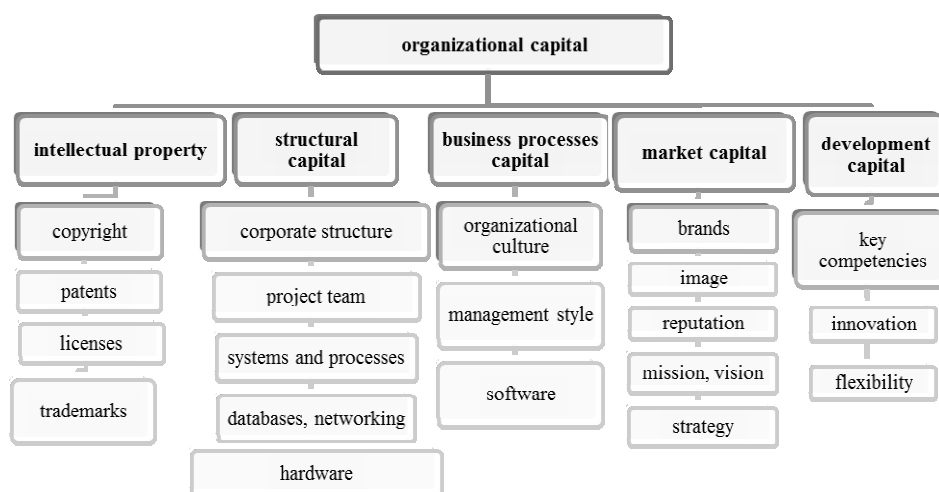 organizational capital
intellectual property
structural
capital
business processes
capital
market capital
development
capital
copyright
patents
licenses
trademarks
corporate structure
project team
systems and processes
databases, networking
hardware
organizational
culture
management style
software
brands
image
reputation
mission, vision
strategy
key
competencies
innovation
flexibility